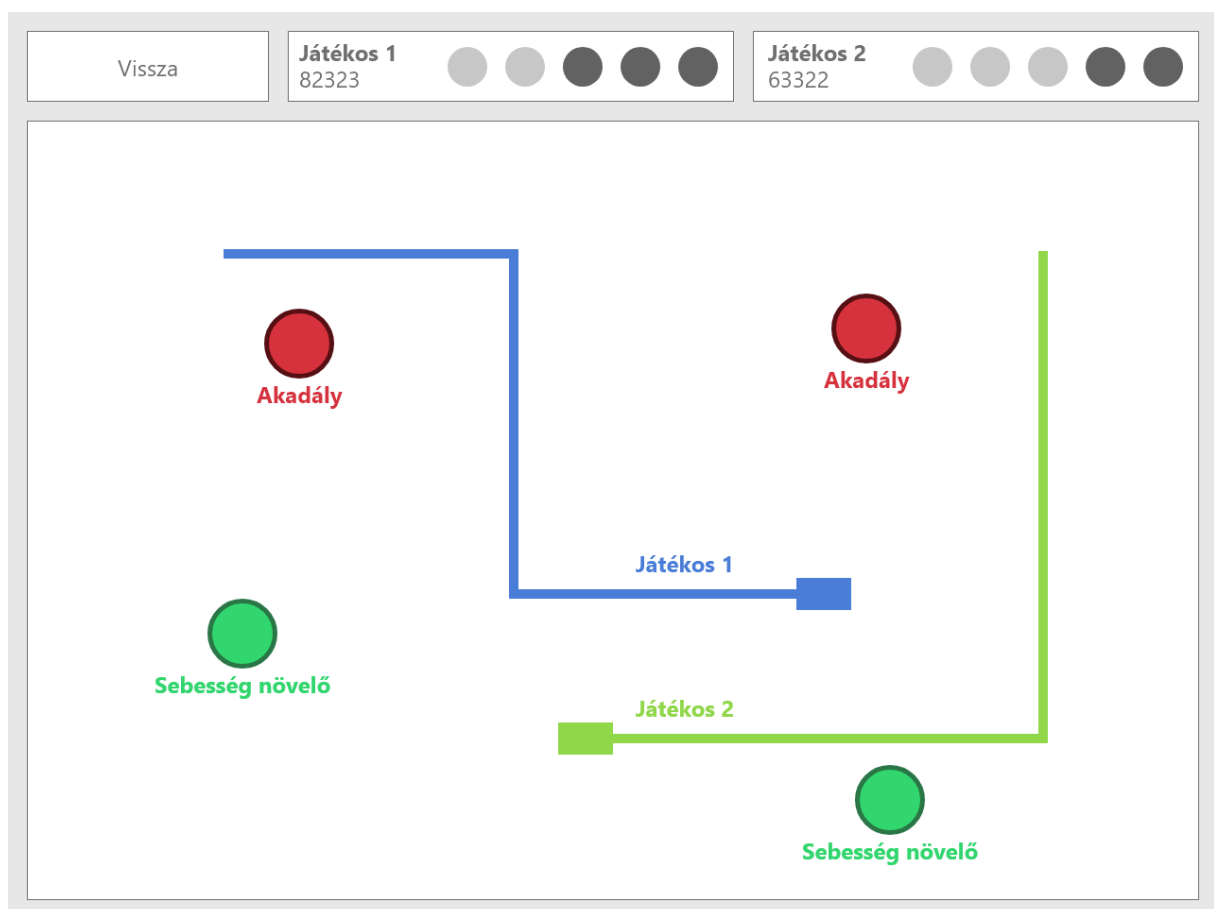 Vissza
Játékos 1
82323
Játékos 2
63322
Akadály
Akadály
Játékos 1
Sebesség növelő
Játékos 2
Sebesség növelő